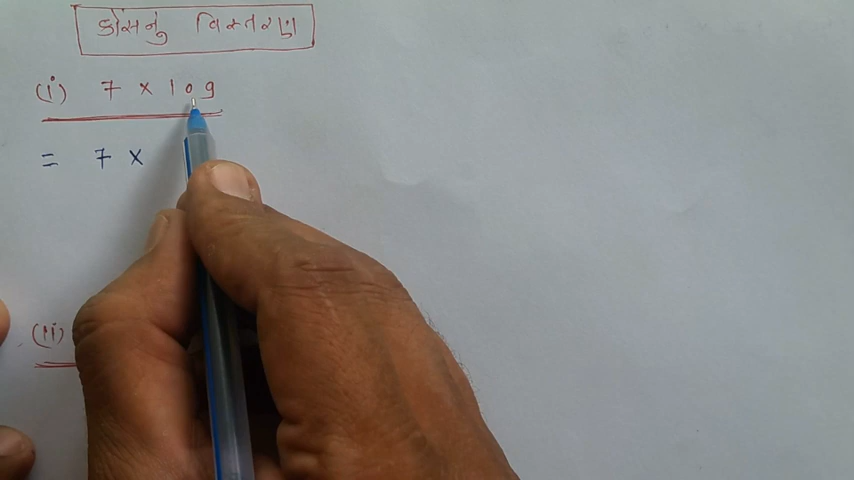 કૌંસનું વિસ્તરણ
(i) 7 × 109
= 7 ×
(ii)